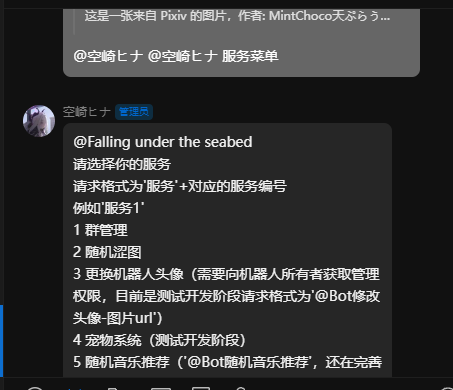 这是一张来自 Pixiv 的图片，作者: MintChoco天ぷらう...
@空崎ヒナ @空崎ヒナ 服务菜单
空崎ヒナ 管理员
@Falling under the seabed
请选择你的服务
请求格式为'服务'+对应的服务编号
例如'服务1'
1 群管理
2 随机涩图
3 更换机器人头像（需要向机器人所有者获取管理
权限，目前是测试开发阶段请求格式为'@Bot修改
头像-图片url'）
4 宠物系统（测试开发阶段）
5 随机音乐推荐（'@Bot随机音乐推荐'，还在完善